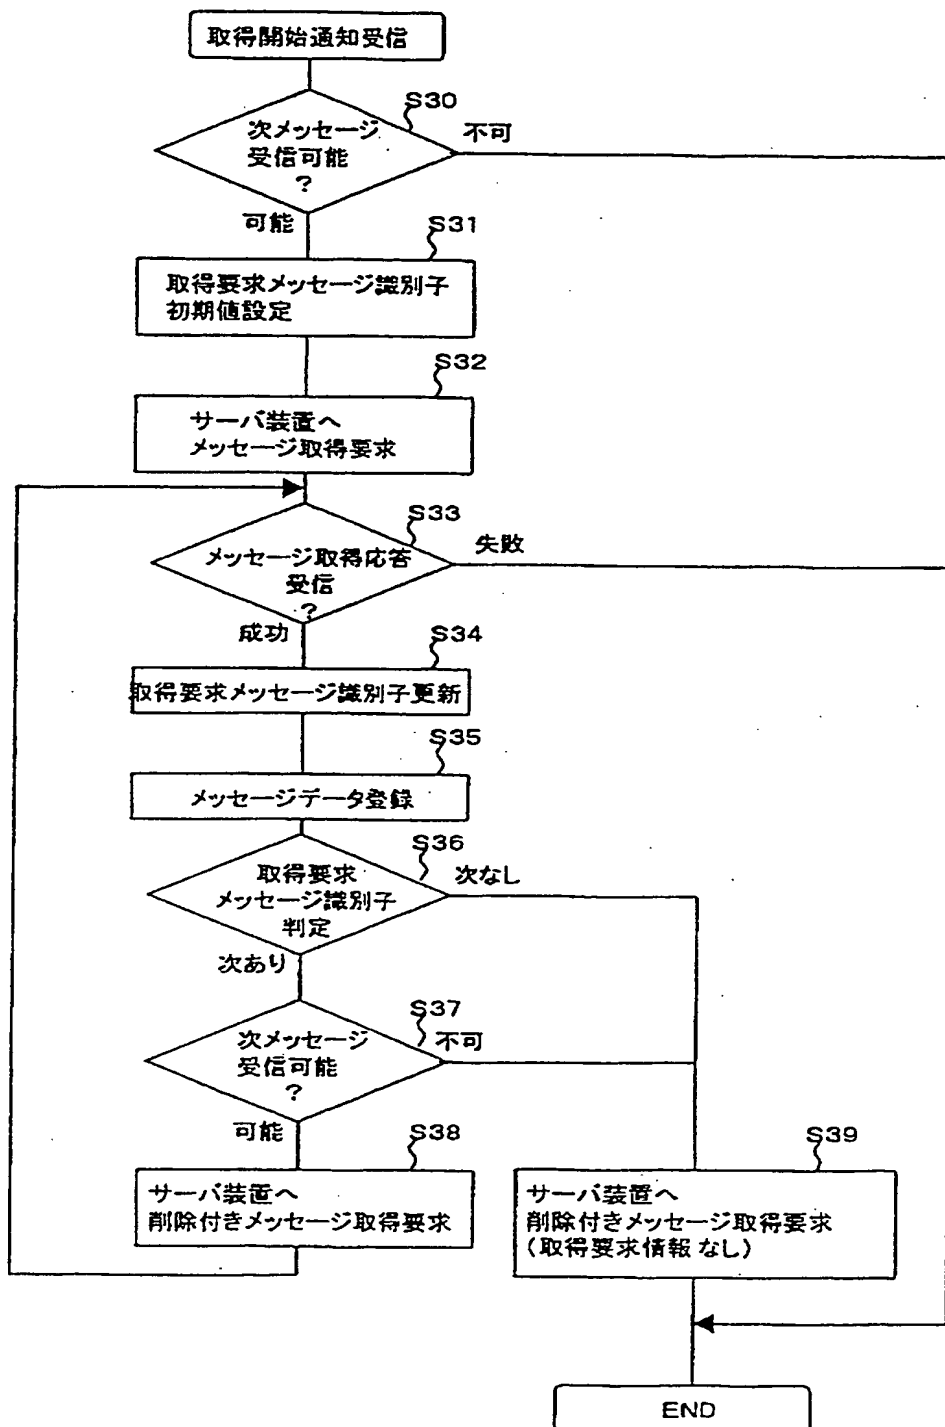 取得開始通知受信
S30
次メッセージ
受信可能
?
不可
可能
S31
取得要求メッセージ識別子
初期値設定
S32
サーバ装置へ
メッセージ取得要求
S33
メッセージ取得応答
受信
?
失敗
成功
S34
取得要求メッセージ識別子更新
S35
メッセージデータ登録
S36
取得要求
メッセージ識別子
判定
次なし
次あり
S37
次メッセージ
受信可能
?
不可
可能
S38
サーバ装置へ
削除付きメッセージ取得要求
S39
サーバ装置へ
削除付きメッセージ取得要求
(取得要求情報なし)
END